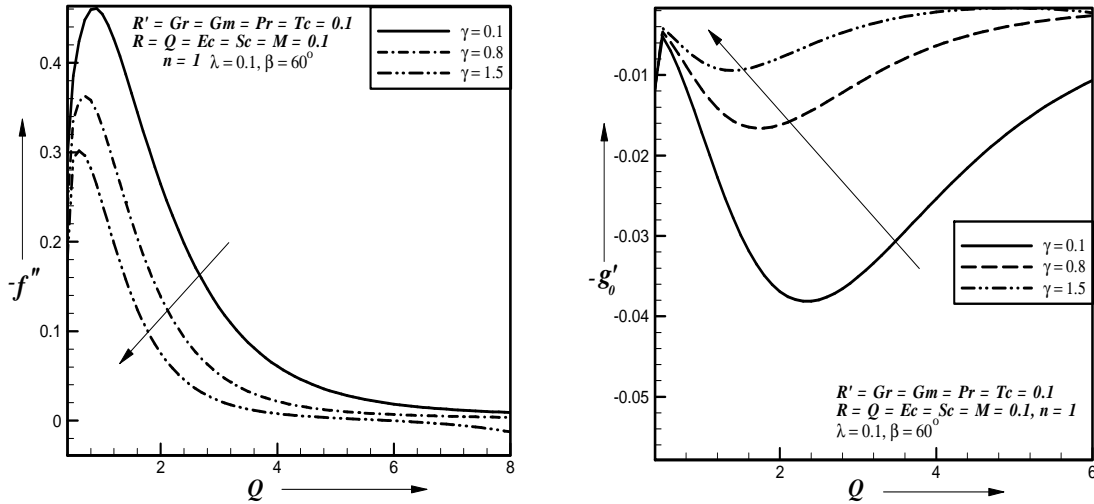 R' = Gr = Gm = Pr = Tc = 0.1
R = Q = Ec = Sc = M = 0.1
n = 1 λ = 0.1, β = 60°
γ = 0.1
γ = 0.8
γ = 1.5
0.4
0.3
0.2
0.1
0
-f''
2
4
6
8
Q
-0.01
-0.02
-0.03
-0.04
-0.05
-g'₀
γ = 0.1
γ = 0.8
γ = 1.5
R' = Gr = Gm = Pr = Tc = 0.1
R = Q = Ec = Sc = M = 0.1, n = 1
λ = 0.1, β = 60°
2
4
6
Q